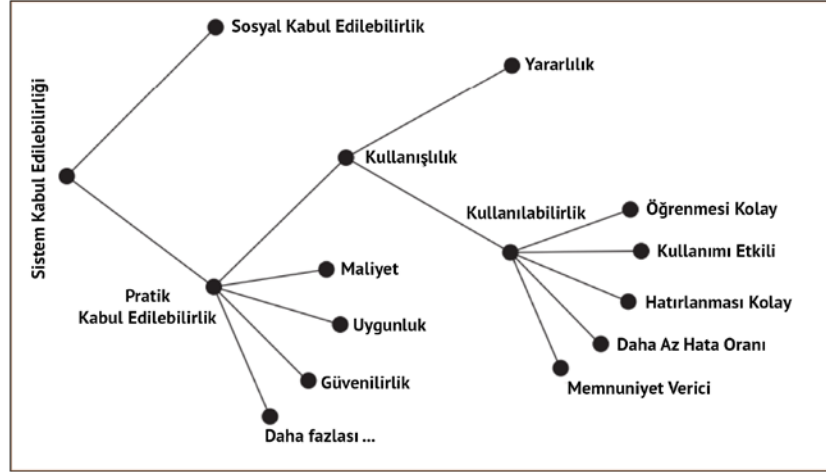 Sosyal Kabul Edilebilirlik
Yararlılık
Sistem Kabul Edilebilirliği
Kullanışlılık
Kullanılabilirlik
Öğrenmesi Kolay
Kullanımı Etkili
Maliyet
Pratik
Kabul Edilebilirlik
Hatırlanması Kolay
Uygunluk
Daha Az Hata Oranı
Güvenilirlik
Memnuniyet Verici
Daha fazlası ...